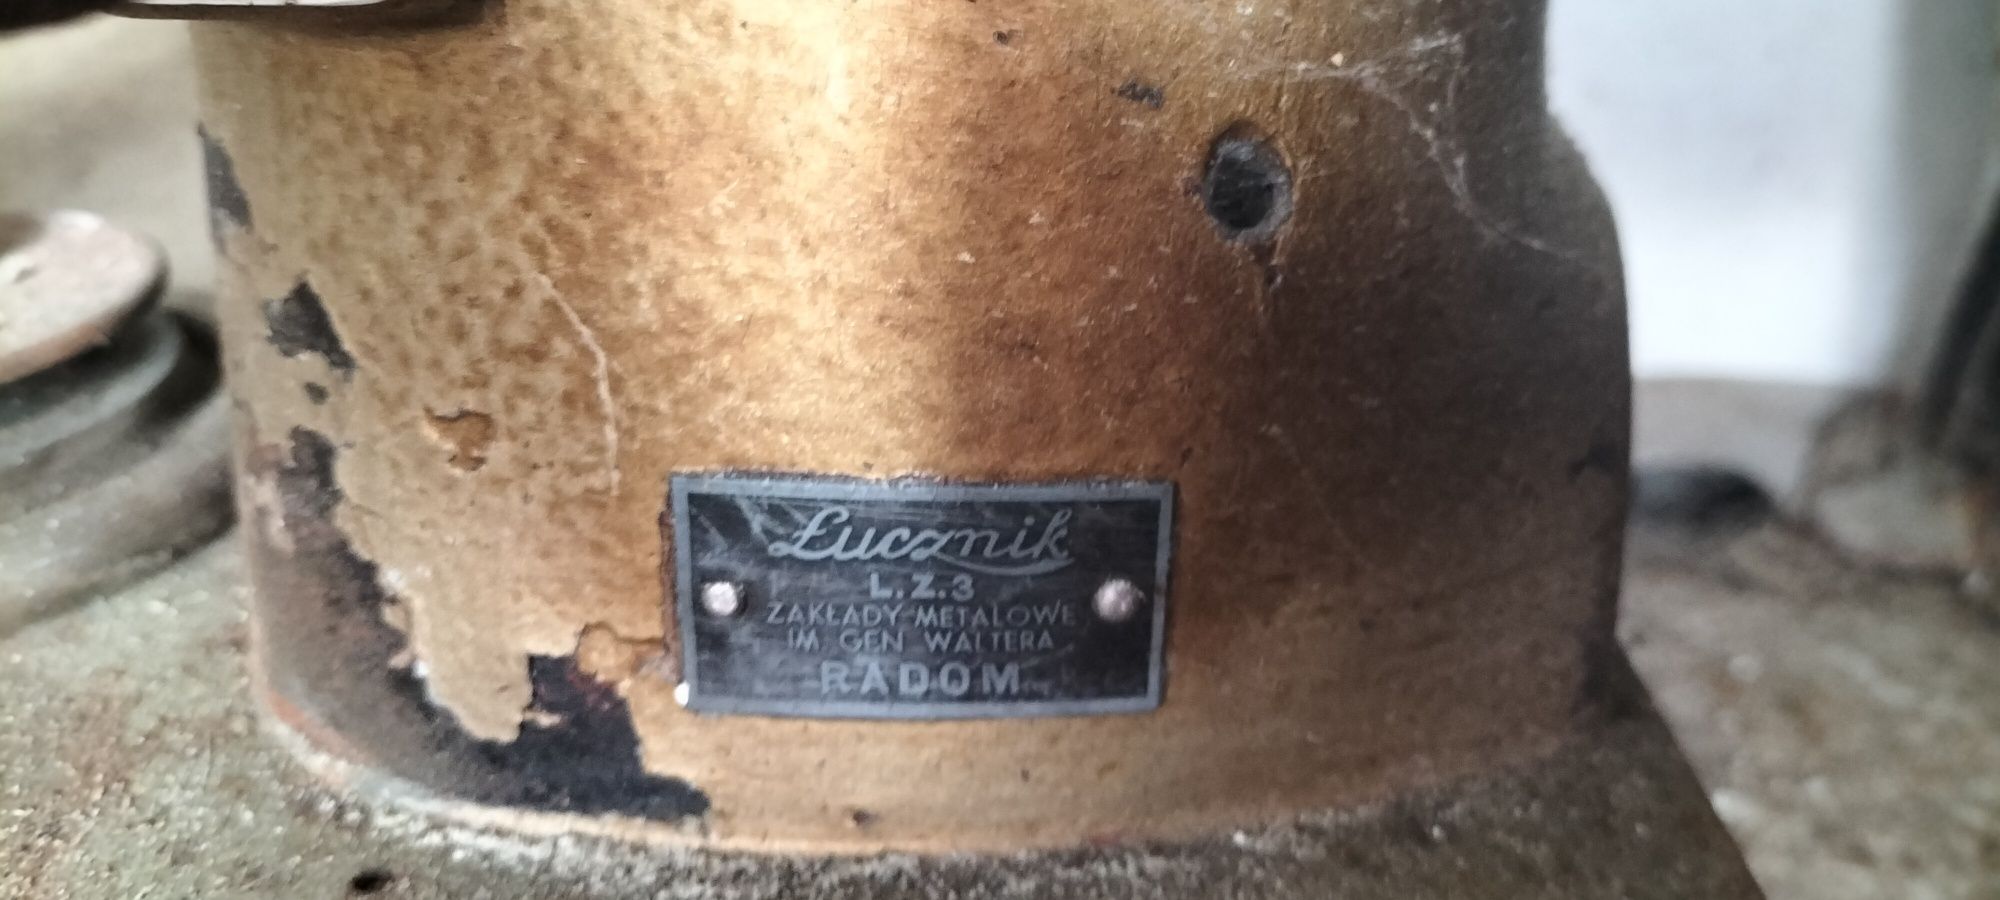 Łucznik
L.Z.3
ZAKŁADY METALOWE
IM. GEN WALTERA
RADOM